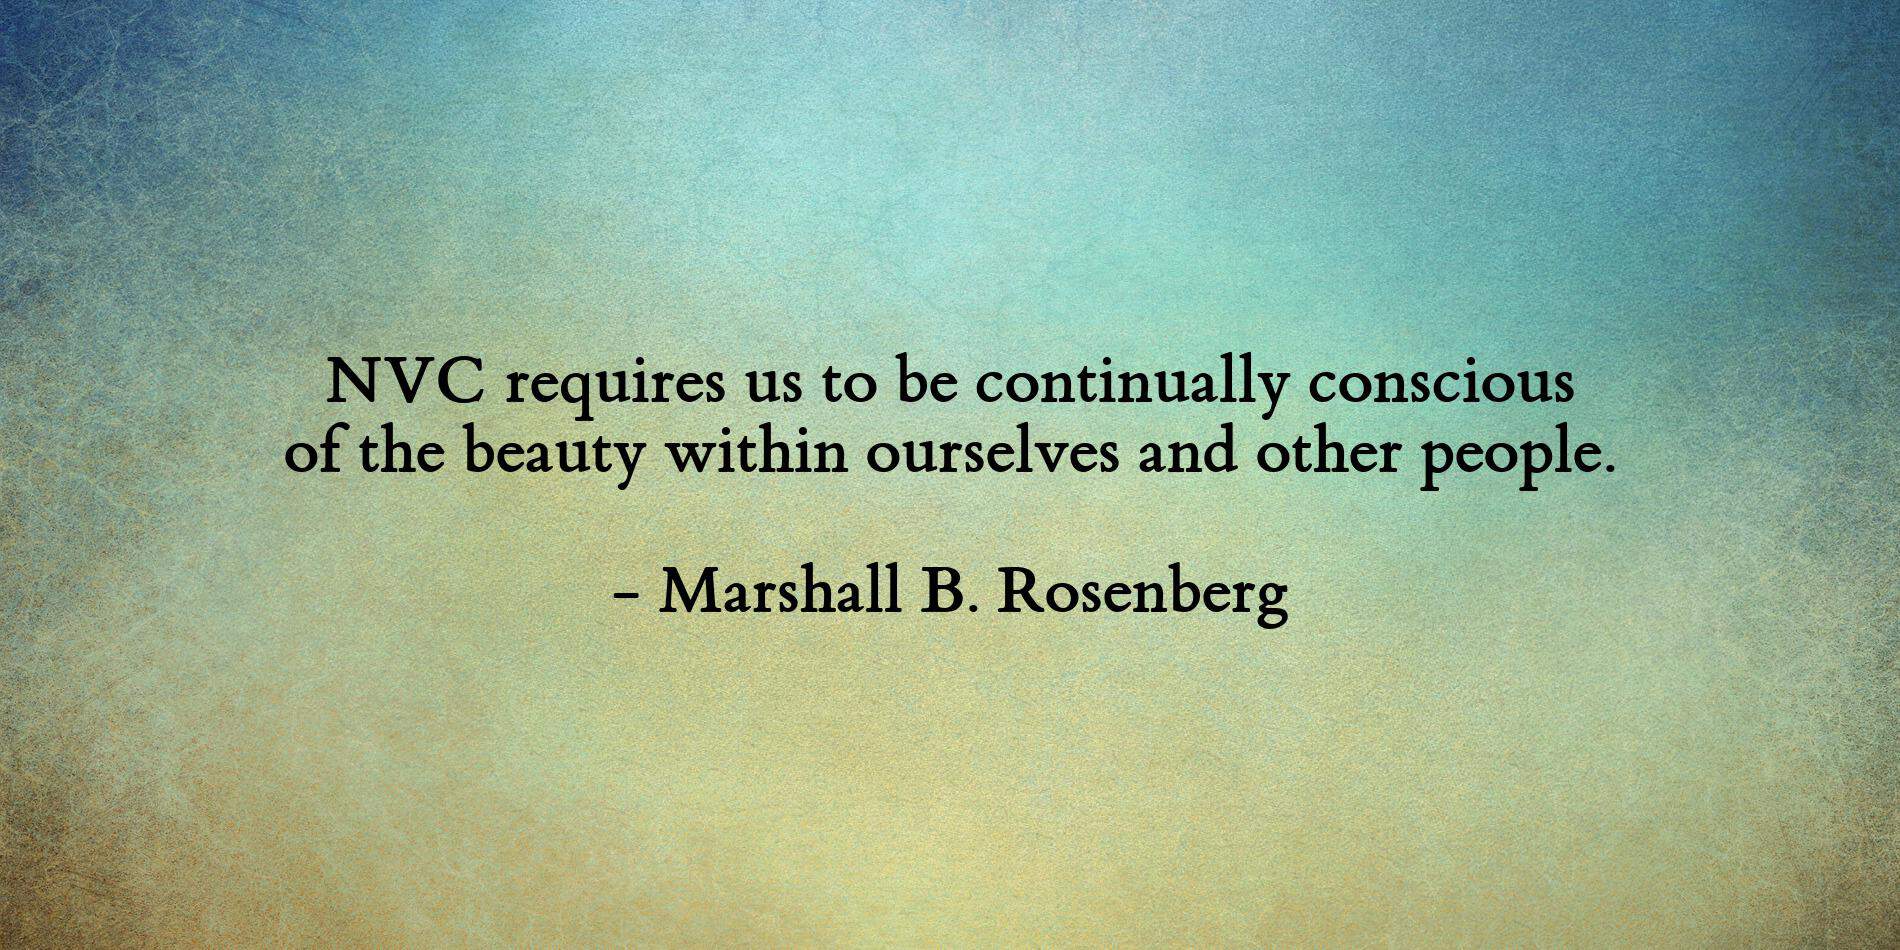 NVC requires us to be continually conscious
of the beauty within ourselves and other people.
– Marshall B. Rosenberg